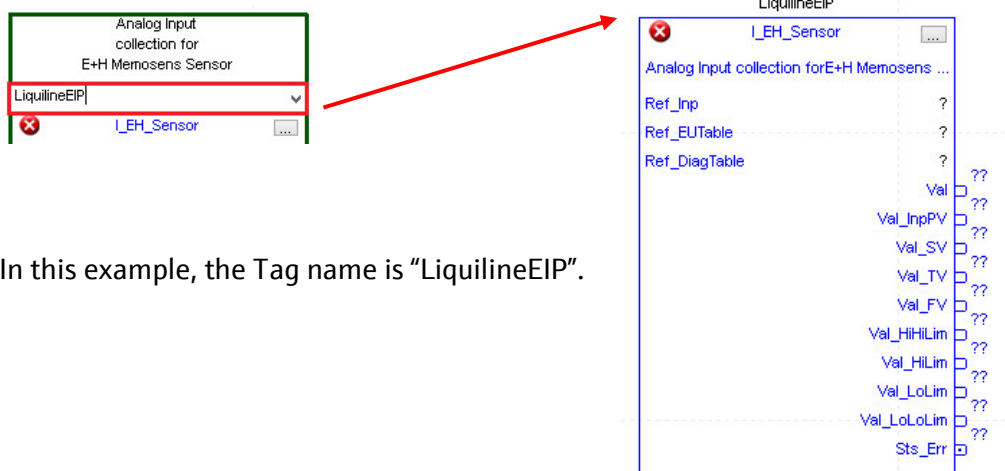 Analog Input
collection for
E+H Memosens Sensor
LiquilineEIP
I_EH_Sensor
...
In this example, the Tag name is “LiquilineEIP”.
LiquilineEIP
I_EH_Sensor
...
Analog Input collection forE+H Memosens ...
Ref_Inp ?
Ref_EUTable ?
Ref_DiagTable ?
??
Val
??
Val_InpPV
??
Val_SV
??
Val_TV
??
Val_FV
??
Val_HiHiLim
??
Val_HiLim
??
Val_LoLim
??
Val_LoLoLim
??
Sts_Err